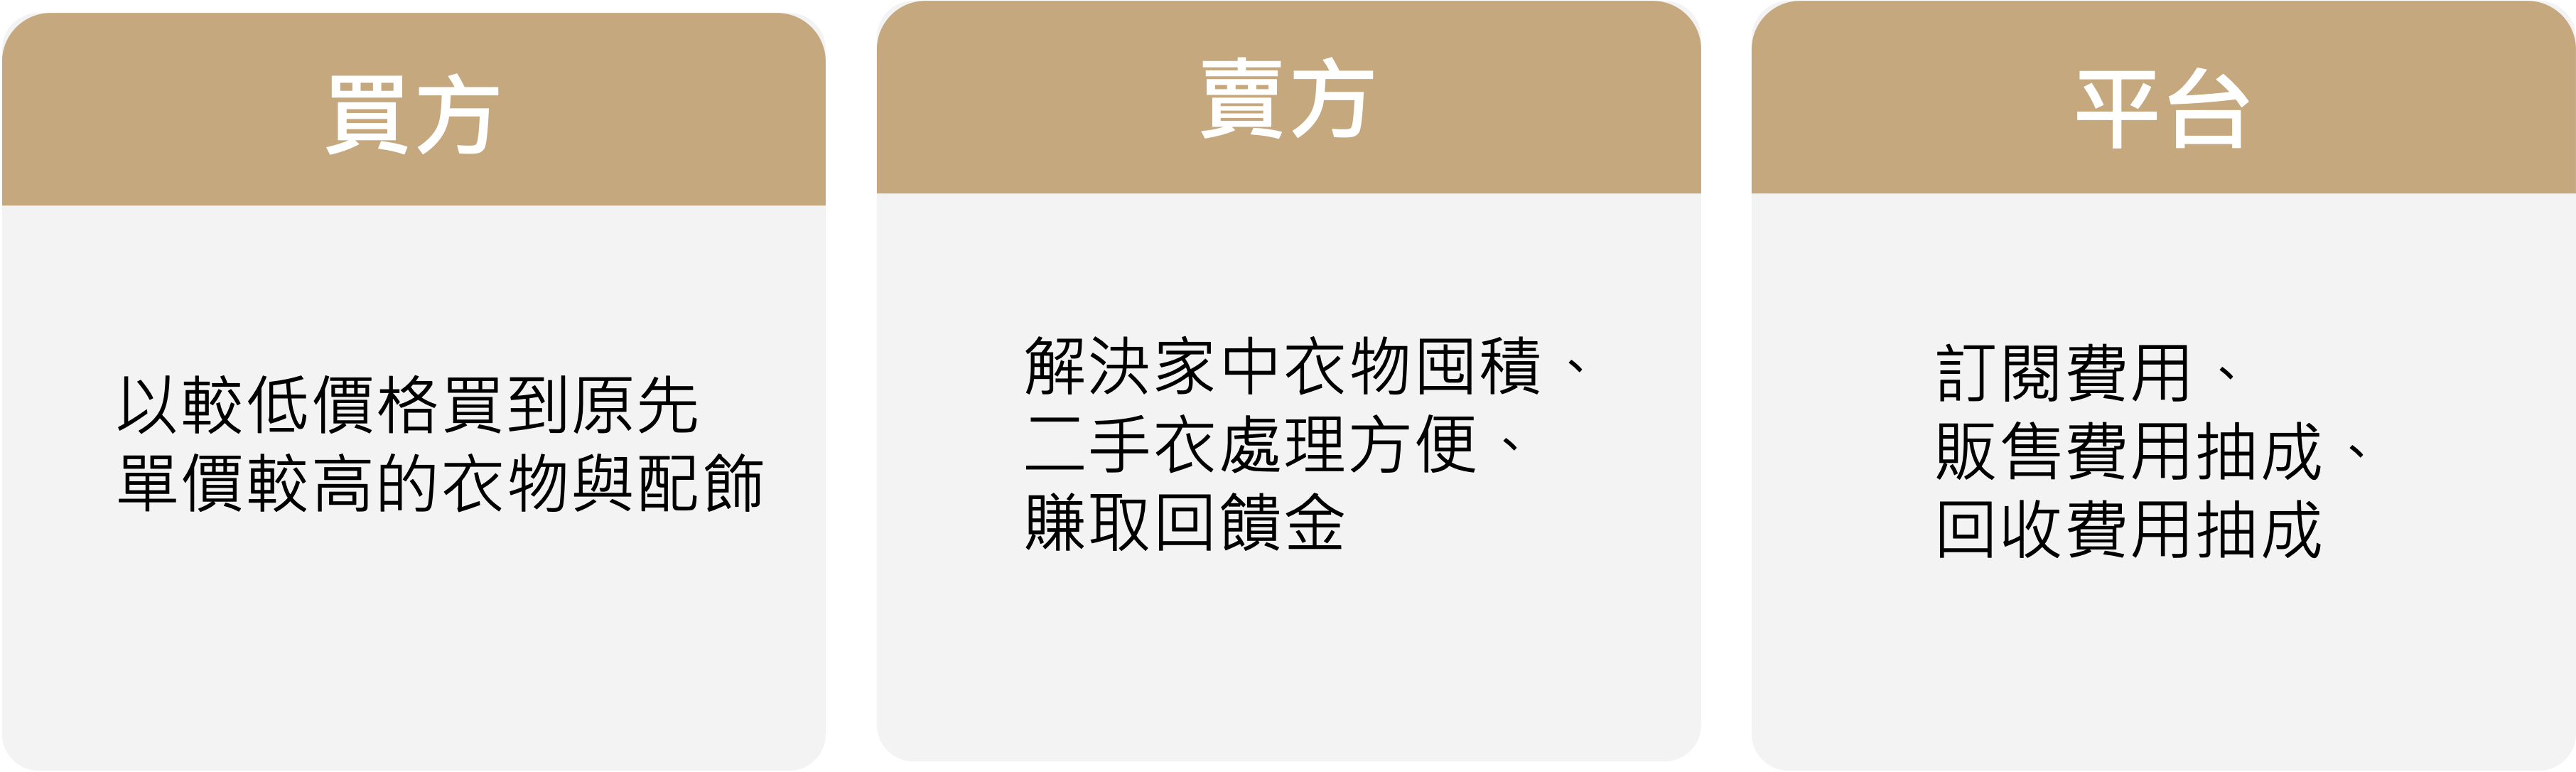 買方
以較低價格買到原先
單價較高的衣物與配飾
賣方
解決家中衣物囤積、
二手衣處理方便、
賺取回饋金
平台
訂閱費用、
販售費用抽成、
回收費用抽成